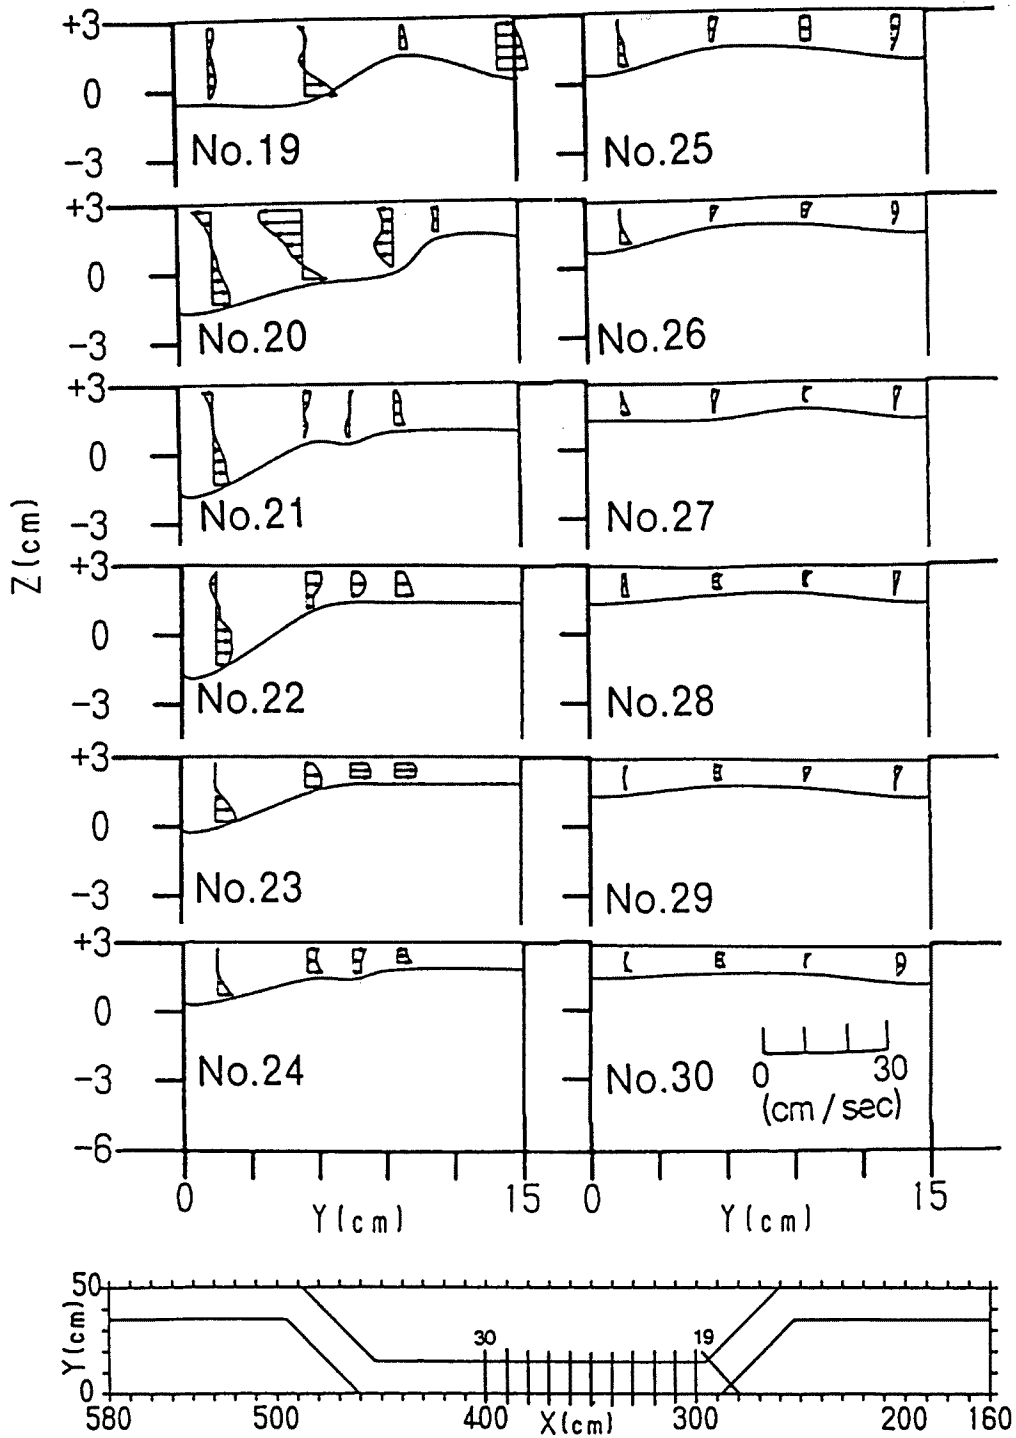 +3
0
-3
No.19
No.25
+3
0
-3
No.20
No.26
+3
0
-3
No.21
No.27
Z(cm)
+3
0
-3
No.22
No.28
+3
0
-3
No.23
No.29
+3
0
-3
-6
No.24
No.30
0 30
(cm/sec)
0 15 0 15
Y(cm) Y(cm)
50
Y(cm)
0
30 19
580 500 400 X(cm) 300 200 160